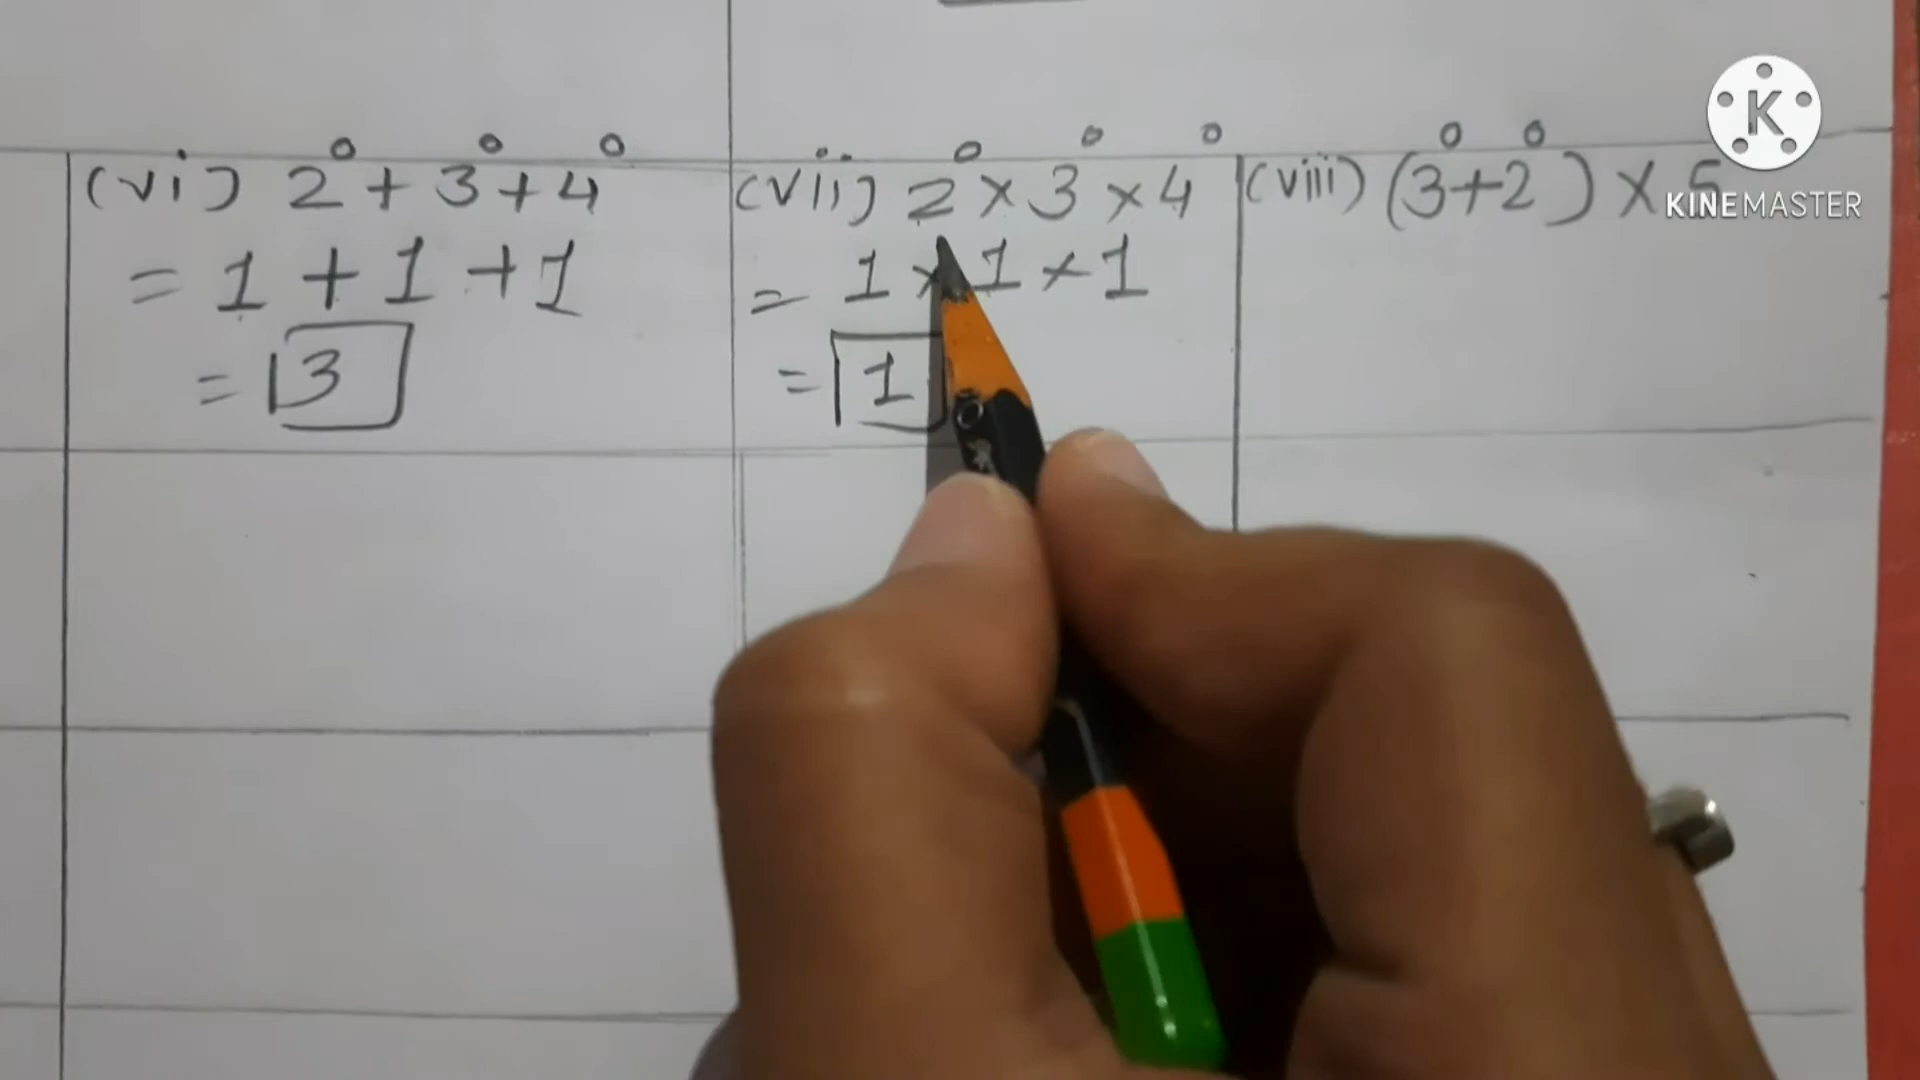 (vi) 2⁰ + 3⁰ + 4⁰
= 1 + 1 + 1
= 3
(vii) 2⁰ × 3⁰ × 4⁰
= 1 × 1 × 1
= 1
(viii) (3⁰ + 2⁰) × 5
K
KINEMASTER